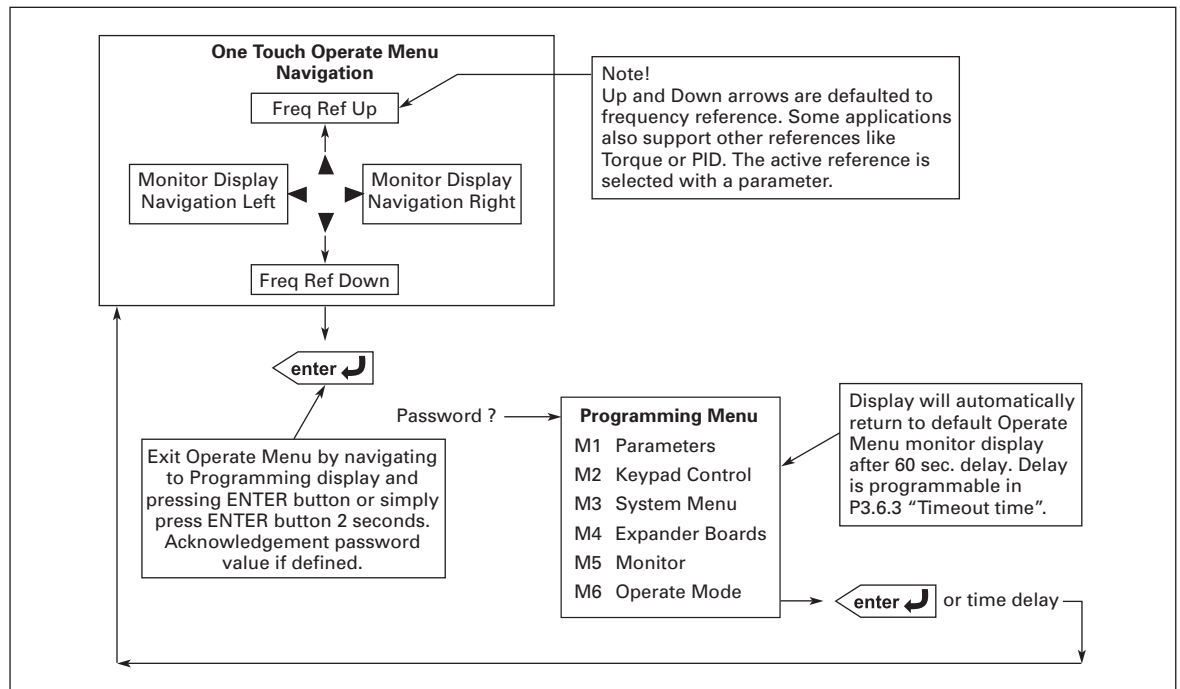 One Touch Operate Menu
Navigation
Freq Ref Up
Monitor Display
Navigation Left
Monitor Display
Navigation Right
Freq Ref Down
Note!
Up and Down arrows are defaulted to
frequency reference. Some applications
also support other references like
Torque or PID. The active reference is
selected with a parameter.
enter
Exit Operate Menu by navigating
to Programming display and
pressing ENTER button or simply
press ENTER button 2 seconds.
Acknowledgement password
value if defined.
Password ?
Programming Menu
M1 Parameters
M2 Keypad Control
M3 System Menu
M4 Expander Boards
M5 Monitor
M6 Operate Mode
Display will automatically
return to default Operate
Menu monitor display
after 60 sec. delay. Delay
is programmable in
P3.6.3 “Timeout time”.
enter
or time delay